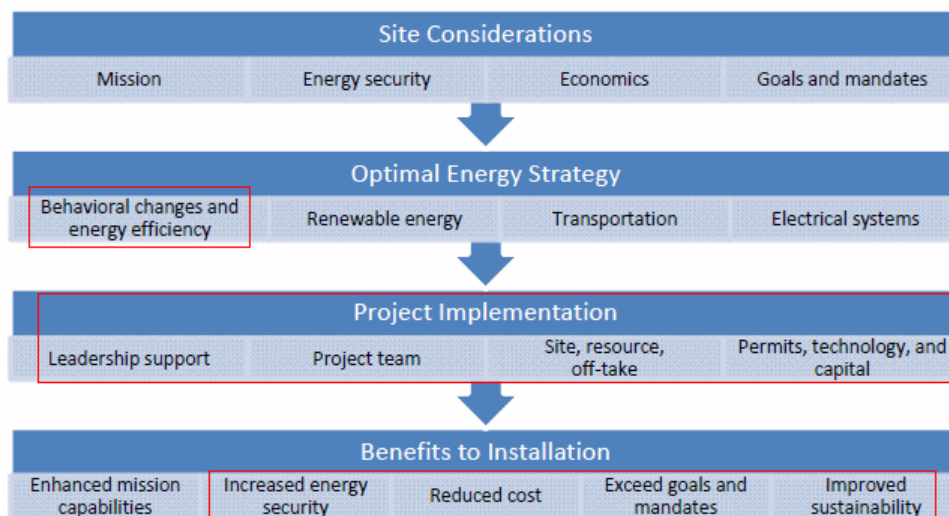 Site Considerations
Mission Energy security Economics Goals and mandates
Optimal Energy Strategy
Behavioral changes and
energy efficiency Renewable energy Transportation Electrical systems
Project Implementation
Leadership support Project team Site, resource,
off-take Permits, technology, and
capital
Benefits to Installation
Enhanced mission
capabilities Increased energy
security Reduced cost Exceed goals and
mandates Improved
sustainability